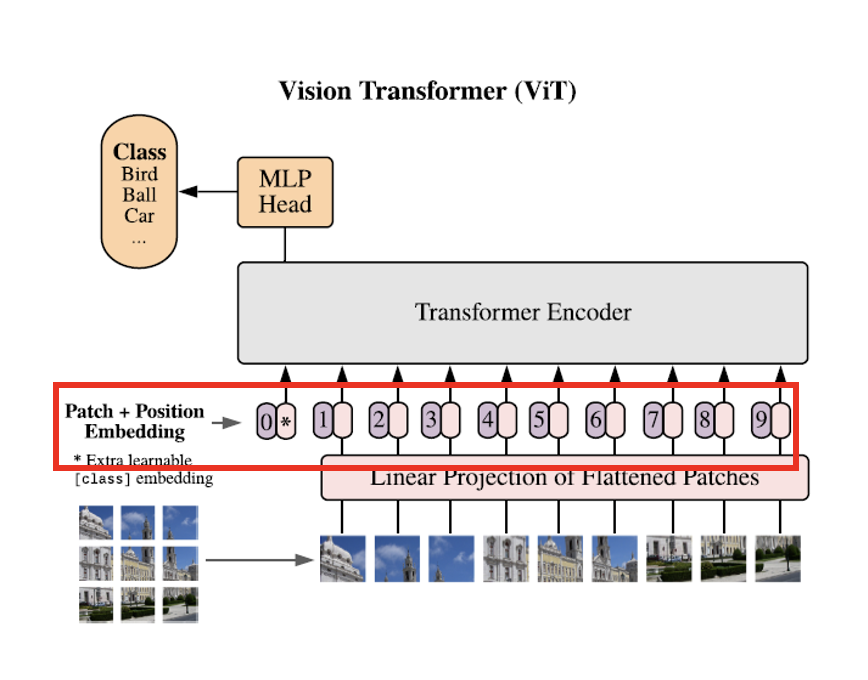 Vision Transformer (ViT)
Class
Bird
Ball
Car
...
MLP
Head
Transformer Encoder
Patch + Position
Embedding
0 * 1 2 3 4 5 6 7 8 9
* Extra learnable
[class] embedding
Linear Projection of Flattened Patches